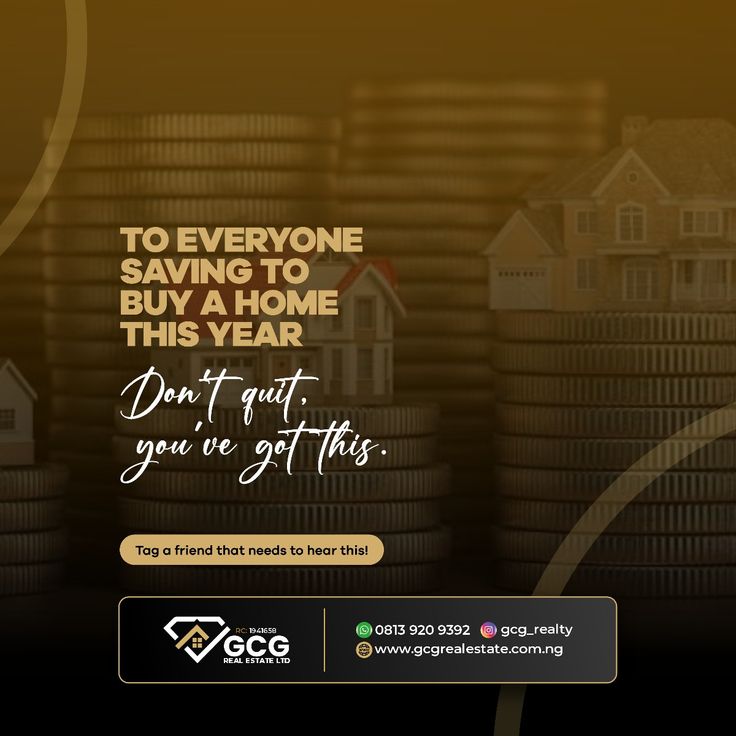 TO EVERYONE
SAVING TO
BUY A HOME
THIS YEAR
Don't quit,
you've got this.
Tag a friend that needs to hear this!
RC: 1941658
GCG
REAL ESTATE LTD
0813 920 9392 gcg_realty
www.gcgrealestate.com.ng